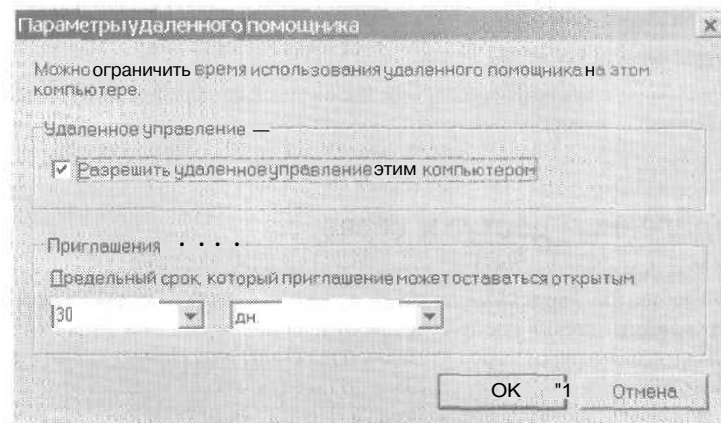 Параметры удаленного помощника
Можно ограничить время использования удаленного помощника на этом
компьютере.
Удаленное управление —
Разрешить удаленное управление этим компьютером
Приглашения • • • •
Предельный срок, который приглашение может оставаться открытым
30 дн.
OK "1 Отмена